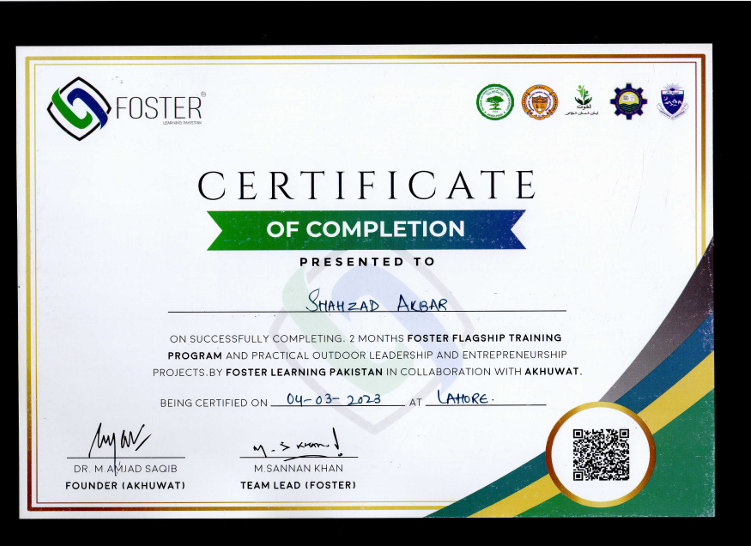 FOSTER®
LEARNING PAKISTAN
اخوت
CERTIFICATE
OF COMPLETION
PRESENTED TO
SHAHZAD AKBAR
ON SUCCESSFULLY COMPLETING. 2 MONTHS FOSTER FLAGSHIP TRAINING
PROGRAM AND PRACTICAL OUTDOOR LEADERSHIP AND ENTREPRENEURSHIP
PROJECTS.BY FOSTER LEARNING PAKISTAN IN COLLABORATION WITH AKHUWAT.
BEING CERTIFIED ON 04-03-2023 AT LAHORE.
DR. M AMJAD SAQIB
FOUNDER (AKHUWAT)
M.SANNAN KHAN
TEAM LEAD (FOSTER)